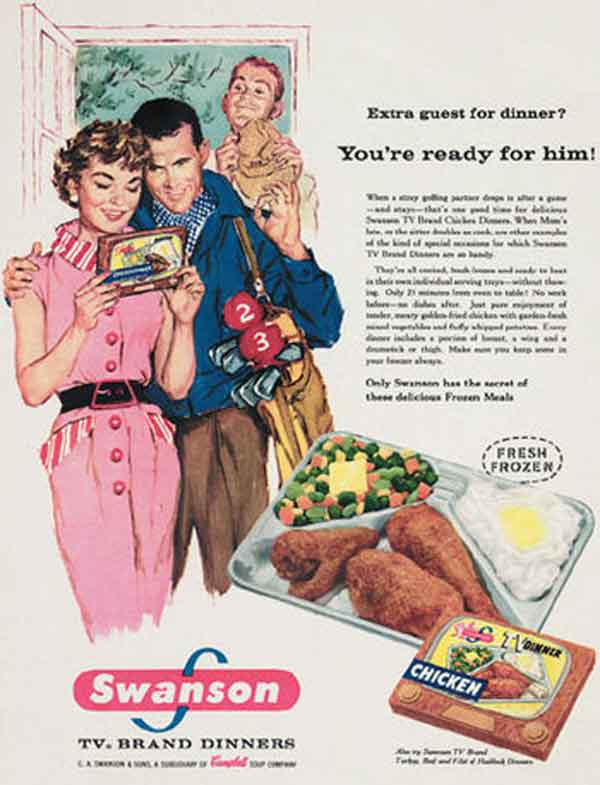 Extra guest for dinner?
You're ready for him!
When a golfing partner drops in after a game
—and stays—that's one good time for delicious
Swanson TV Brand Chicken Dinners. When Mom's
late, or the sitter doubles as cook, are other examples
of the kind of special occasions for which Swanson
TV Brand Dinners are so handy.
They're all cooked, fresh-frozen and ready to heat
in their own individual serving trays—without thaw-
ing. Only minutes from oven to table! No work
before—no dishes after. Just pure enjoyment of
tender, meaty golden-fried chicken with garden-fresh
mixed vegetables and fluffy whipped potatoes. Every
dinner includes a portion of breast, a wing and a
drumstick or thigh. Make sure you keep some in
your freezer always.
Only Swanson has the secret of
these delicious Frozen Meals
2
3
FRESH
FROZEN
TV DINNER
CHICKEN
Swanson
TV. BRAND DINNERS
C. A. SWANSON & SONS, A SUBSIDIARY OF Campbell SOUP COMPANY
Also try Swanson TV Brand
Turkey, Beef and Filet of Haddock Dinners